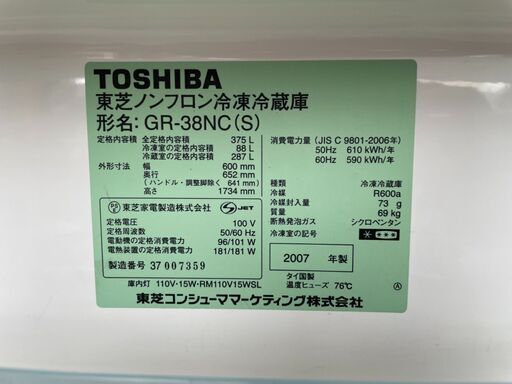 TOSHIBA
東芝ノンフロン冷凍冷蔵庫
形名: GR-38NC(S)
定格内容積 全定格内容積 375 L
冷凍室の定格内容積 88 L
冷蔵室の定格内容積 287 L
外形寸法 幅 600 mm
奥行 652 mm
(ハンドル・調整脚除く 641 mm)
高さ 1734 mm
消費電力量 (JIS C 9801-2006年)
50Hz 610 kWh/年
60Hz 590 kWh/年
種類 冷凍冷蔵庫
冷媒 R600a
冷媒封入量 73 g
質量 69 kg
断熱発泡ガス シクロペンタン
冷凍室の記号
PSE 東芝家電製造株式会社 S JET
定格電圧 100 V
定格周波数 50/60 Hz
電動機の定格消費電力 96/101 W
電熱装置の定格消費電力 181/181 W
製造番号 37007359
2007 年製
庫内灯 110V・15W・RM110V15WSL
タイ国製
温度ヒューズ 76℃
東芝コンシューママーケティング株式会社
Ⓐ